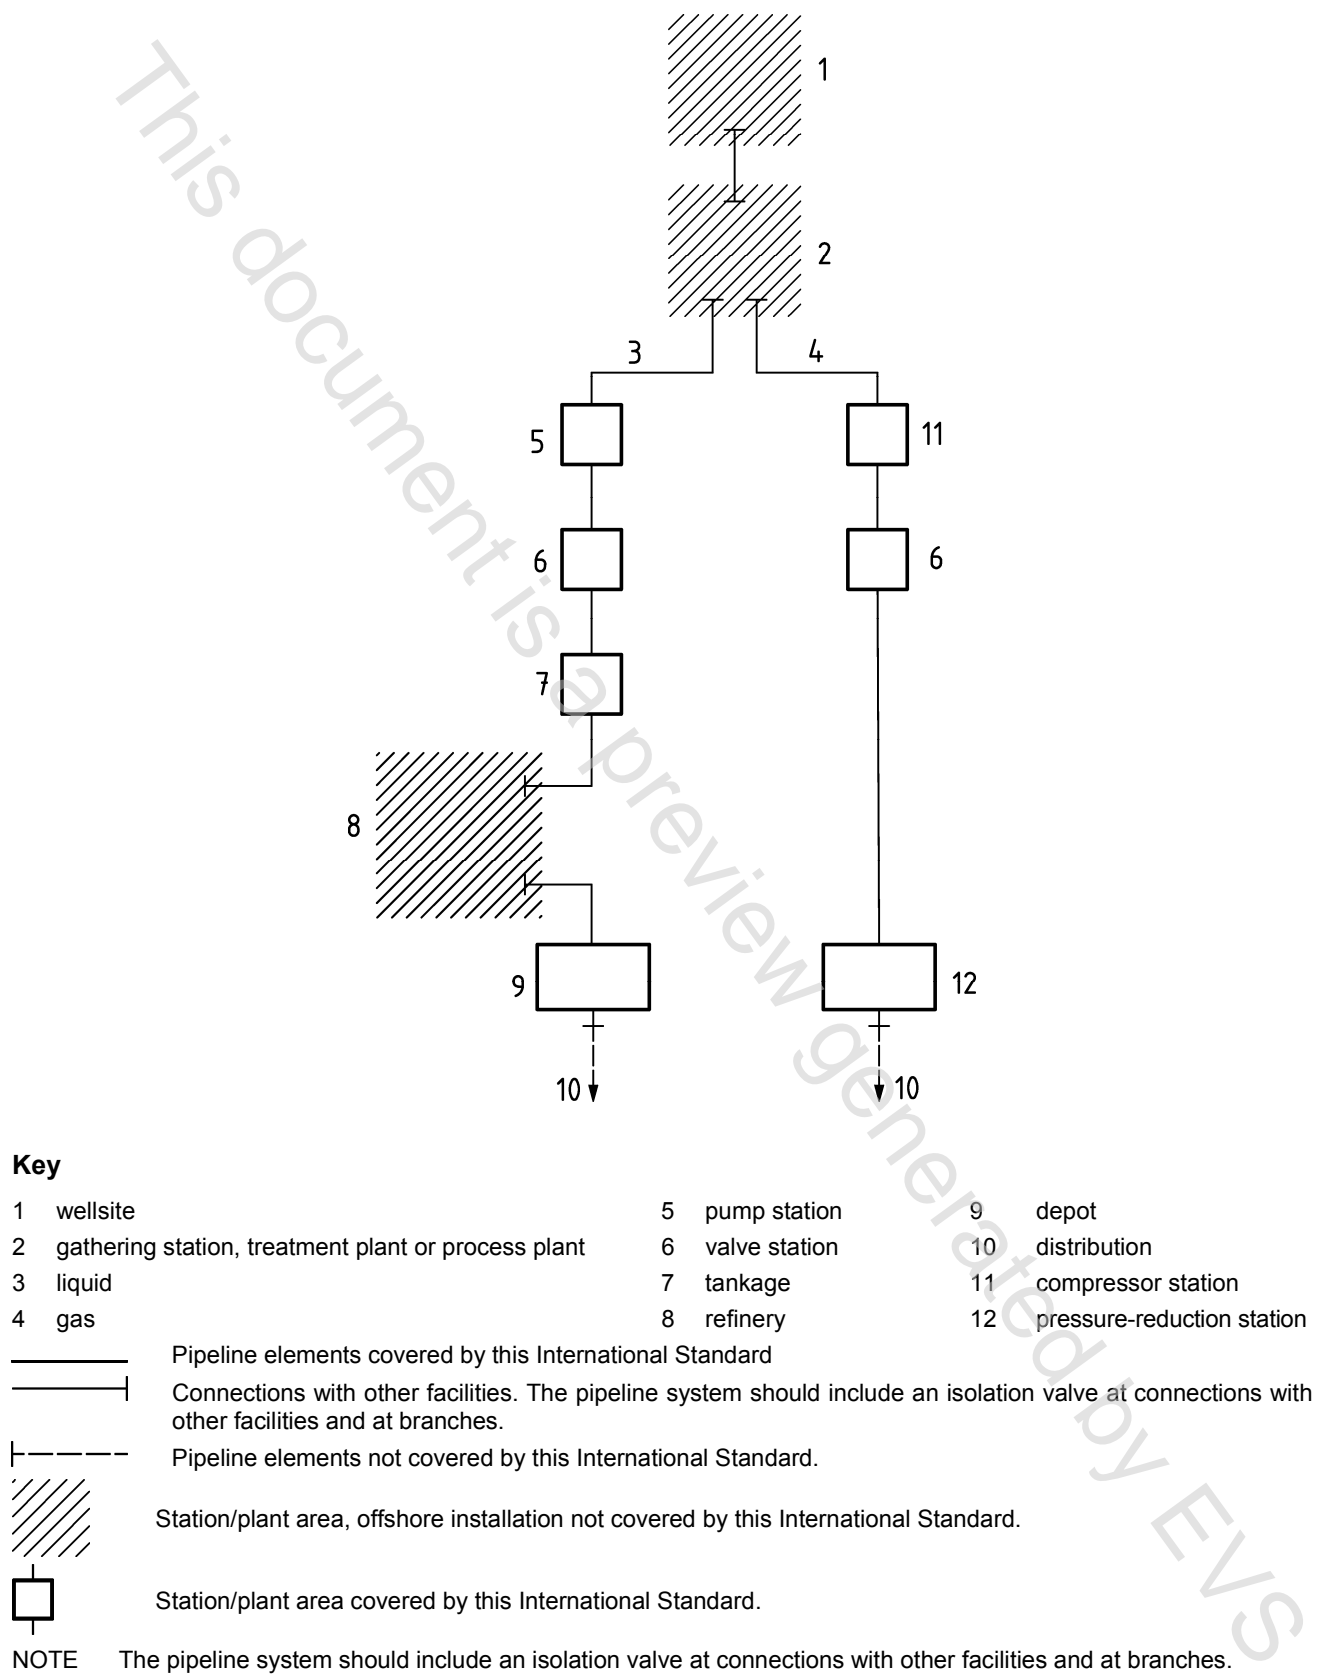 1
2
3 4
5 11
6 6
7
8
9 12
10 10
Key
1 wellsite 5 pump station 9 depot
2 gathering station, treatment plant or process plant 6 valve station 10 distribution
3 liquid 7 tankage 11 compressor station
4 gas 8 refinery 12 pressure-reduction station
Pipeline elements covered by this International Standard
Connections with other facilities. The pipeline system should include an isolation valve at connections with
other facilities and at branches.
Pipeline elements not covered by this International Standard.
Station/plant area, offshore installation not covered by this International Standard.
Station/plant area covered by this International Standard.
NOTE The pipeline system should include an isolation valve at connections with other facilities and at branches.
This document is a preview generated by EVS